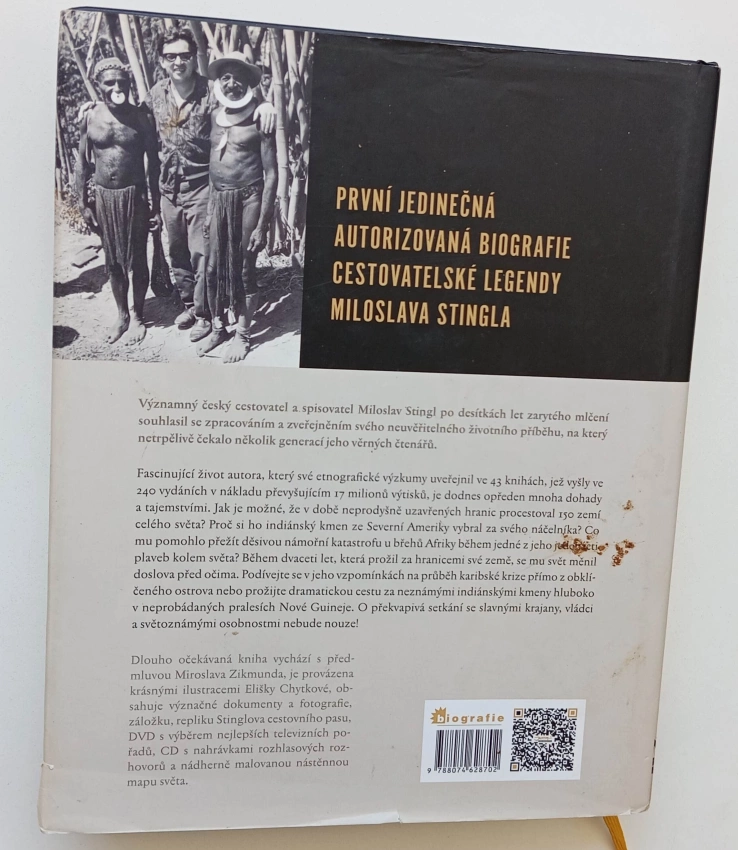 PRVNÍ JEDINEČNÁ
AUTORIZOVANÁ BIOGRAFIE
CESTOVATELSKÉ LEGENDY
MILOSLAVA STINGLA
Významný český cestovatel a spisovatel Miloslav Stingl po desítkách let zarytého mlčení
souhlasil se zpracováním a zveřejněním svého neuvěřitelného životního příběhu, na který
netrpělivě čekalo několik generací jeho věrných čtenářů.
Fascinující život autora, který své etnografické výzkumy uveřejnil ve 43 knihách, jež vyšly ve
240 vydáních v nákladu převyšujícím 17 milionů výtisků, je dodnes opředen mnoha dohady
a tajemstvími. Jak je možné, že v době neprodyšně uzavřených hranic procestoval 150 zemí
celého světa? Proč si ho indiánský kmen ze Severní Ameriky vybral za svého náčelníka? Co
mu pomohlo přežít děsivou námořní katastrofu u břehů Afriky během jedné z jeho
plaveb kolem světa? Během dvaceti let, která prožil za hranicemi své země, se mu svět měnil
doslova před očima. Podívejte se v jeho vzpomínkách na průběh karibské krize přímo z obklí-
čeného ostrova nebo prožijte dramatickou cestu za neznámými indiánskými kmeny hluboko
v neprobádaných pralesích Nové Guineje. O překvapivá setkání se slavnými krajany, vládci
a světoznámými osobnostmi nebude nouze!
Dlouho očekávaná kniha vychází s před-
mluvou Miroslava Zikmunda, je provázena
krásnými ilustracemi Elišky Chytkové, ob-
sahuje význačné dokumenty a fotografie,
záložku, repliku Stinglova cestovního pasu,
DVD s výběrem nejlepších televizních po-
řadů, CD s nahrávkami rozhlasových roz-
hovorů a nádherně malovanou nástěnnou
mapu světa.
biografie
9 788074 628702